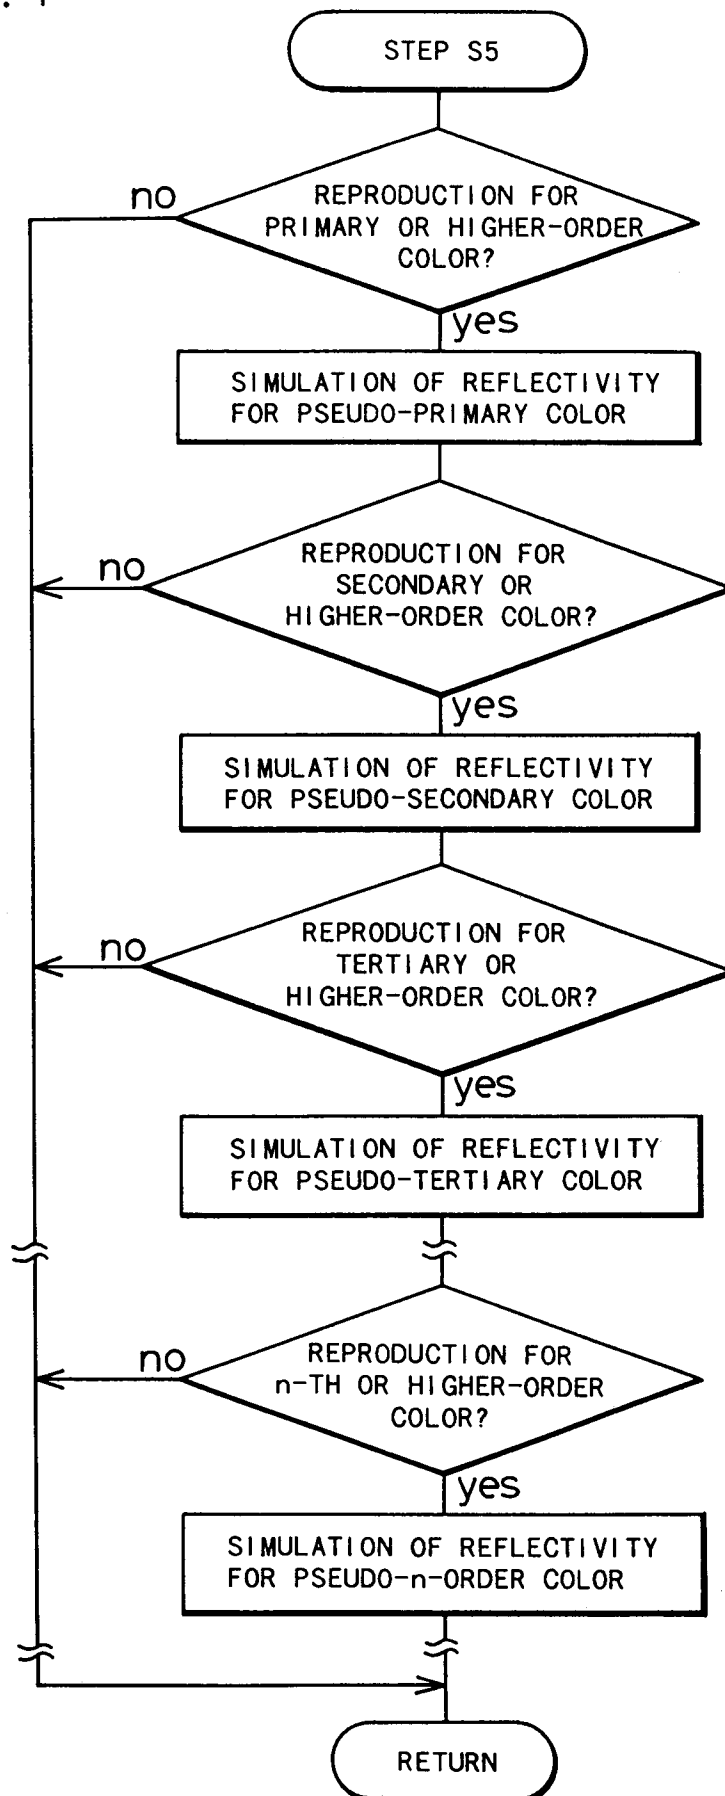 STEP S5
no
REPRODUCTION FOR
PRIMARY OR HIGHER-ORDER
COLOR?
yes
SIMULATION OF REFLECTIVITY
FOR PSEUDO-PRIMARY COLOR
no
REPRODUCTION FOR
SECONDARY OR
HIGHER-ORDER COLOR?
yes
SIMULATION OF REFLECTIVITY
FOR PSEUDO-SECONDARY COLOR
no
REPRODUCTION FOR
TERTIARY OR
HIGHER-ORDER COLOR?
yes
SIMULATION OF REFLECTIVITY
FOR PSEUDO-TERTIARY COLOR
no
REPRODUCTION FOR
n-TH OR HIGHER-ORDER
COLOR?
yes
SIMULATION OF REFLECTIVITY
FOR PSEUDO-n-ORDER COLOR
RETURN